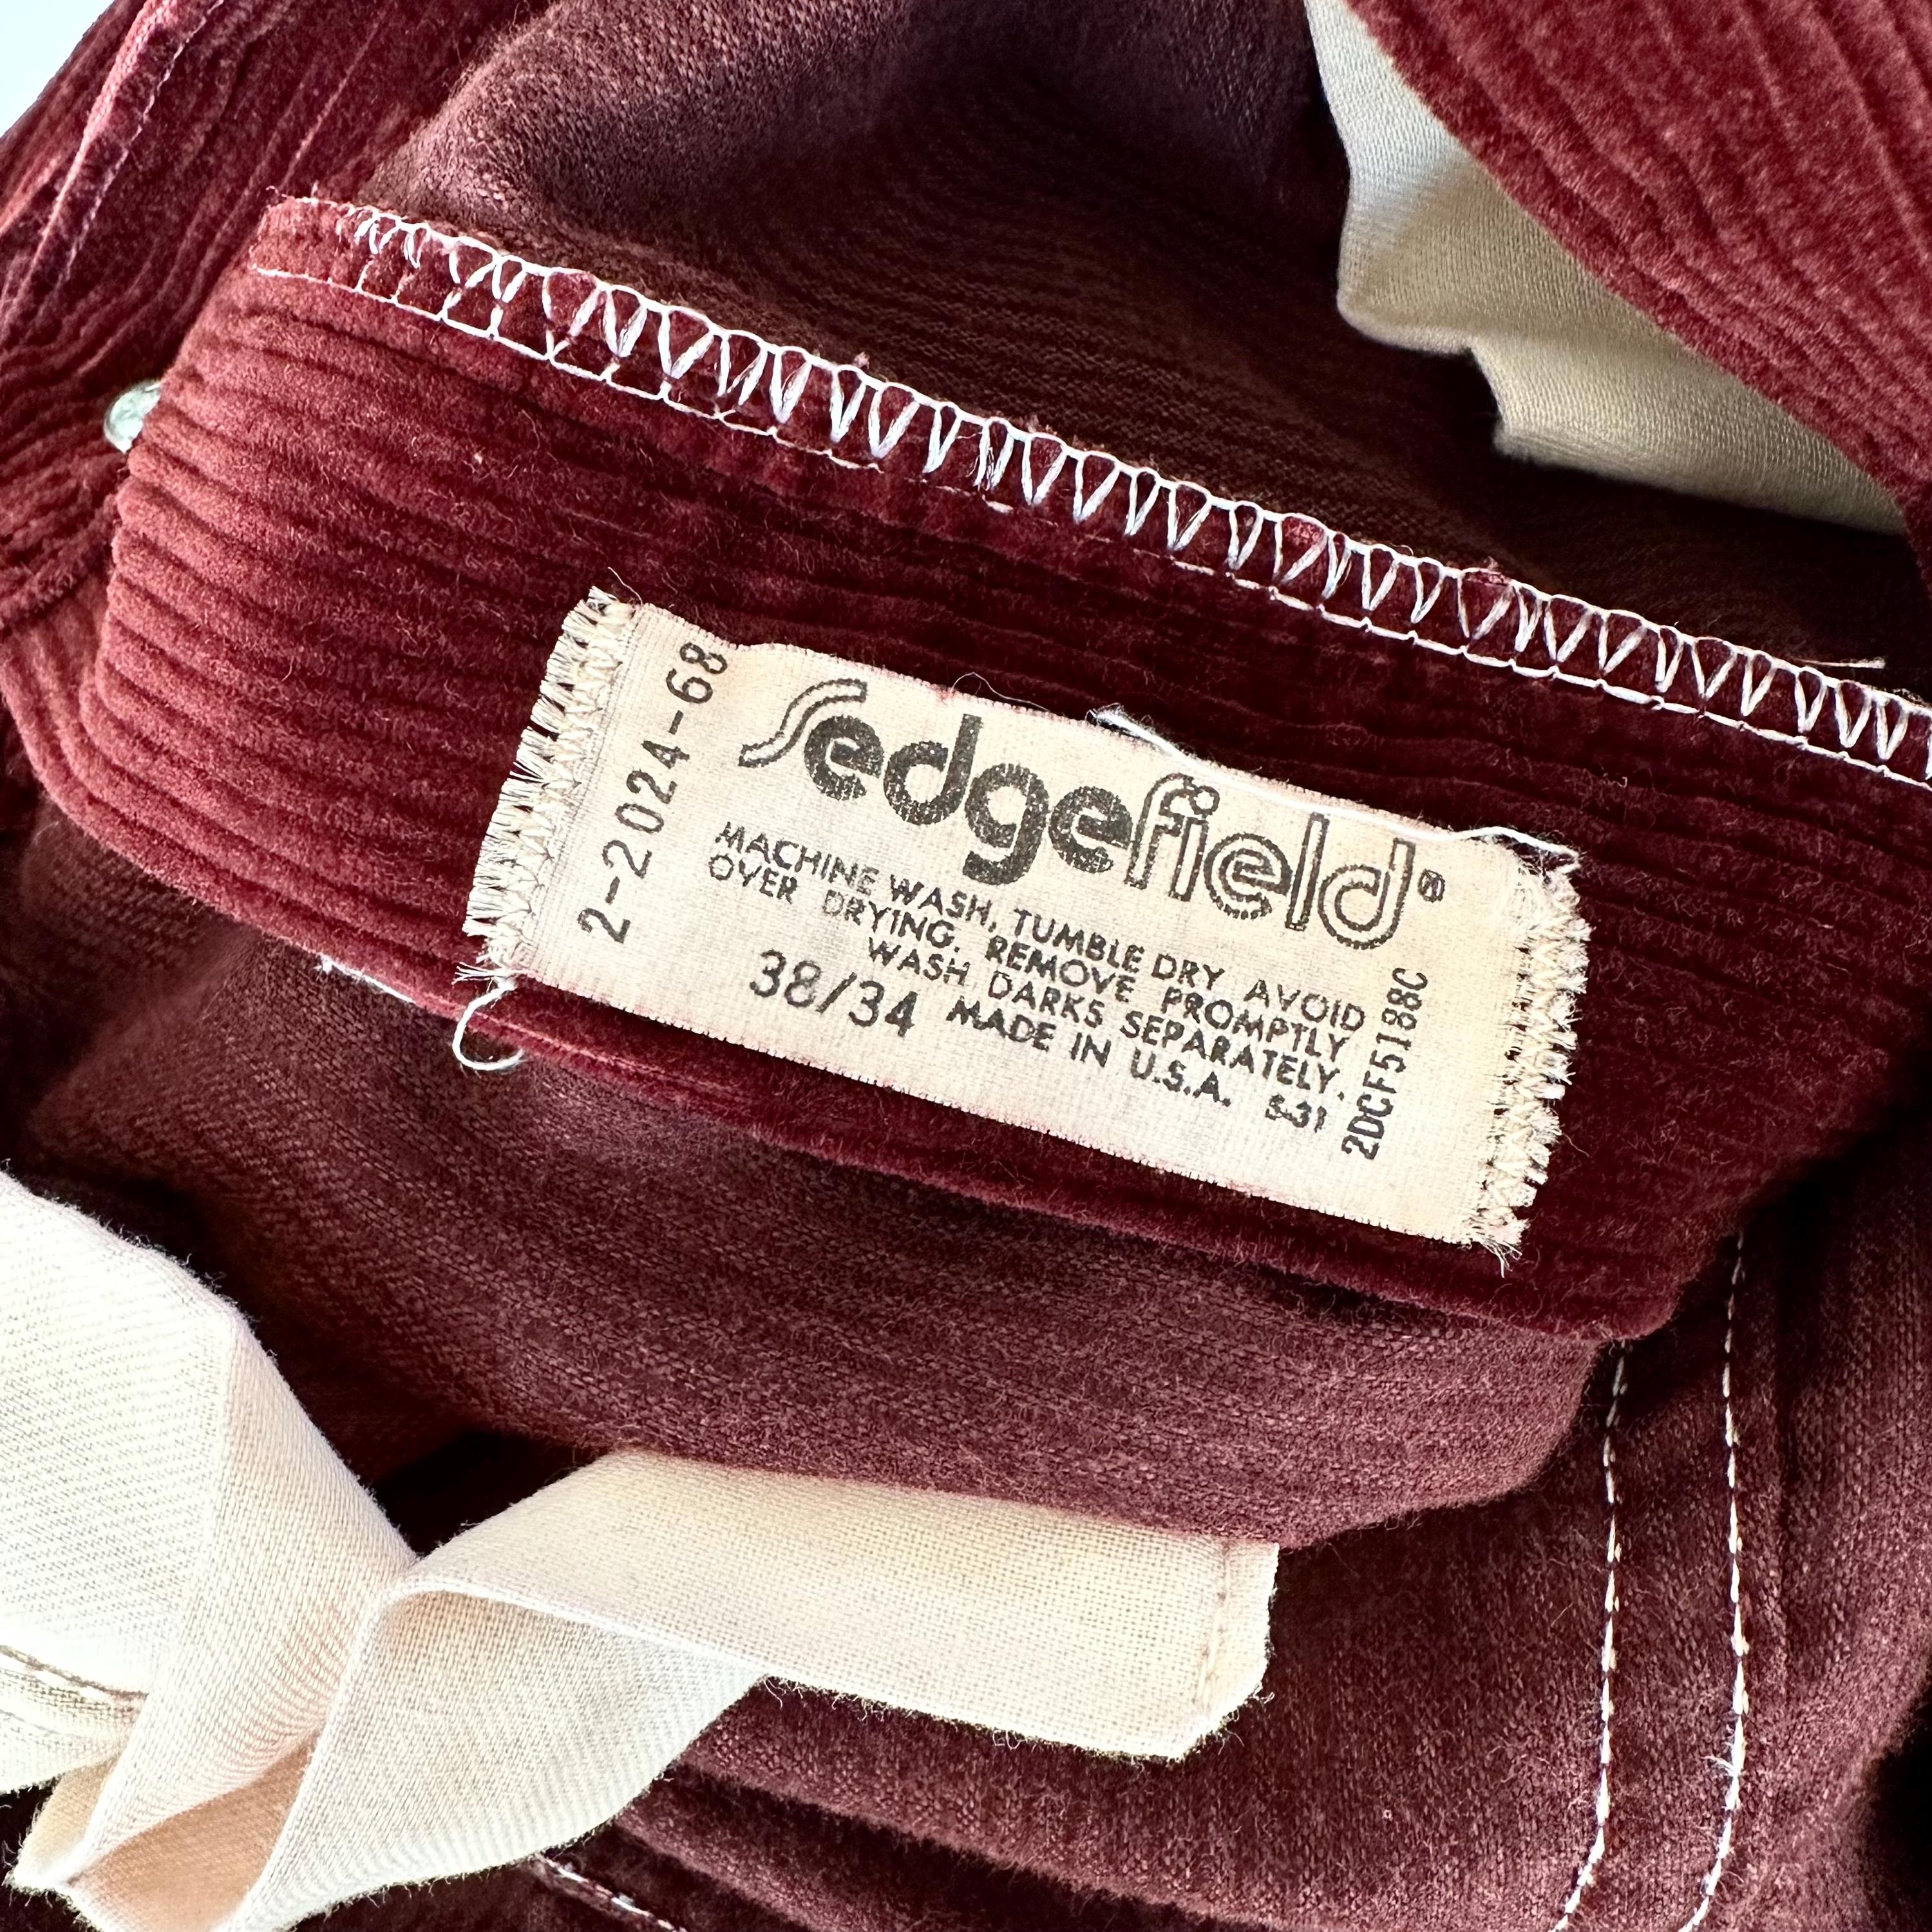 2-2024-68
Sedgefield®
MACHINE WASH, TUMBLE DRY AVOID
OVER DRYING. REMOVE PROMPTLY
WASH DARKS SEPARATELY.
38/34 MADE IN U.S.A. S-31
2DCF5188C